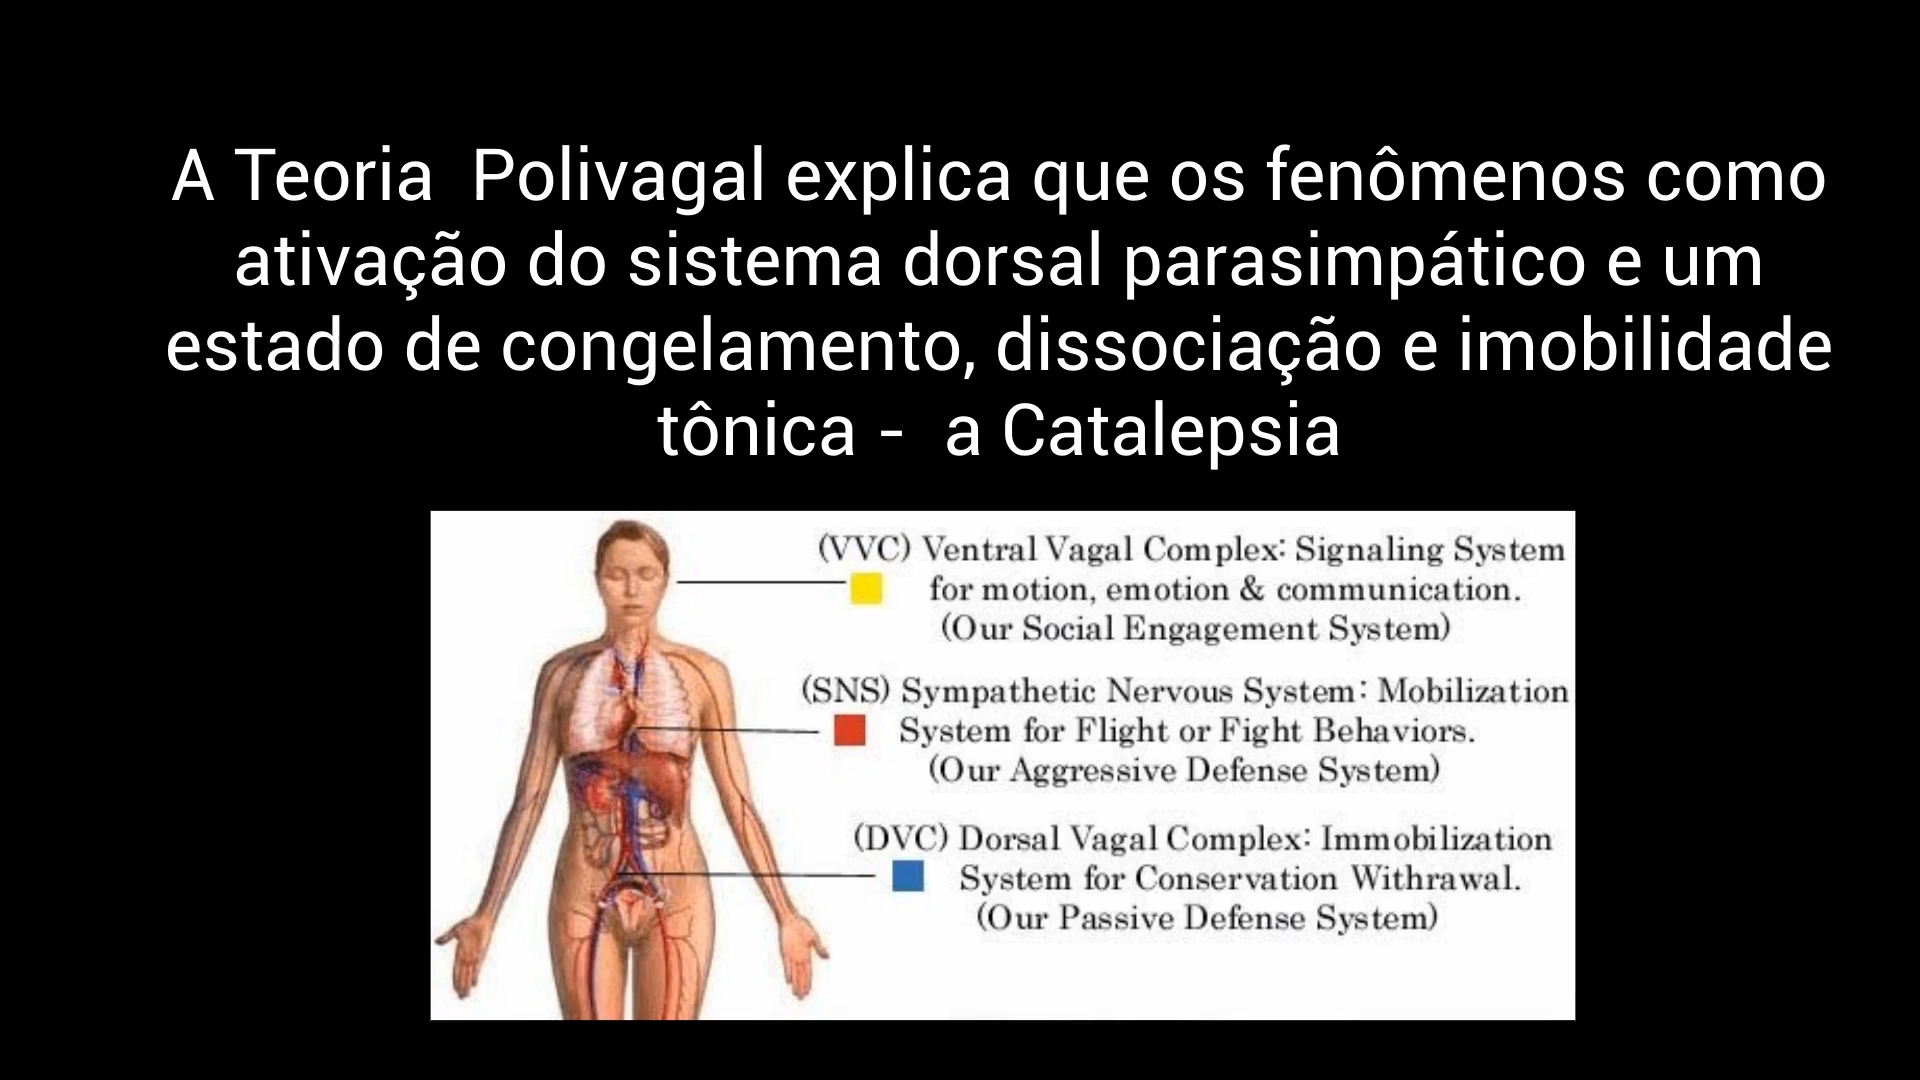 A Teoria  Polivagal explica que os fenômenos como
ativação do sistema dorsal parasimpático e um
estado de congelamento, dissociação e imobilidade
tônica -  a Catalepsia
(VVC) Ventral Vagal Complex: Signaling System
for motion, emotion & communication.
(Our Social Engagement System)
(SNS) Sympathetic Nervous System: Mobilization
System for Flight or Fight Behaviors.
(Our Aggressive Defense System)
(DVC) Dorsal Vagal Complex: Immobilization
System for Conservation Withrawal.
(Our Passive Defense System)